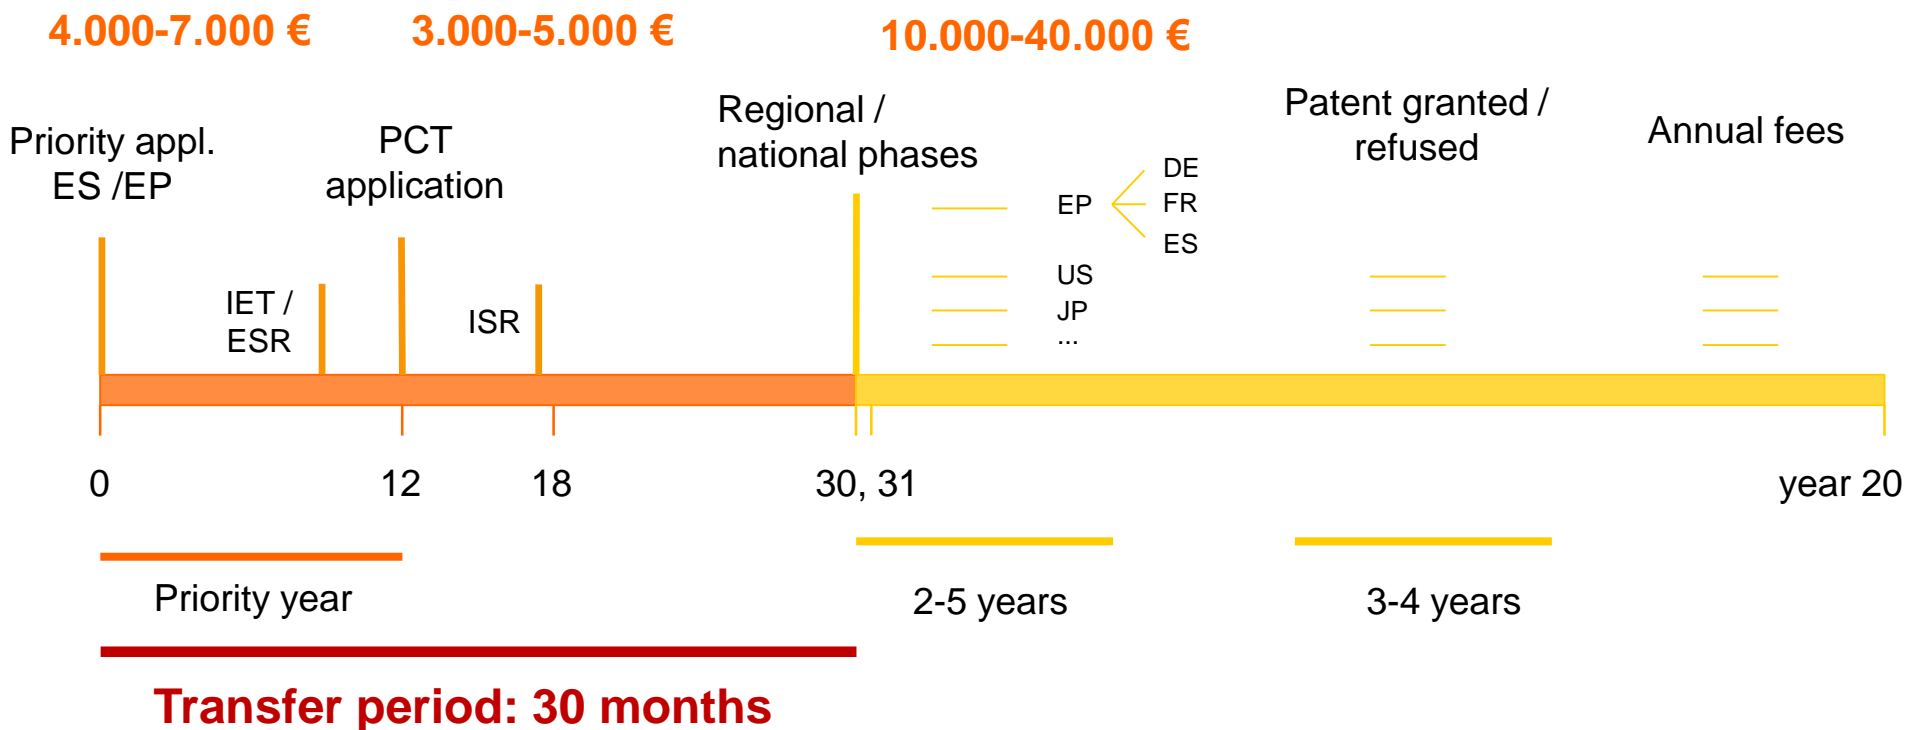 4.000-7.000 €
3.000-5.000 €
10.000-40.000 €
Priority appl.
ES /EP
PCT
application
Regional /
national phases
Patent granted /
refused
Annual fees
EP
DE
FR
ES
US
JP
...
IET /
ESR
ISR
0
12
18
30, 31
year 20
Priority year
2-5 years
3-4 years
Transfer period: 30 months